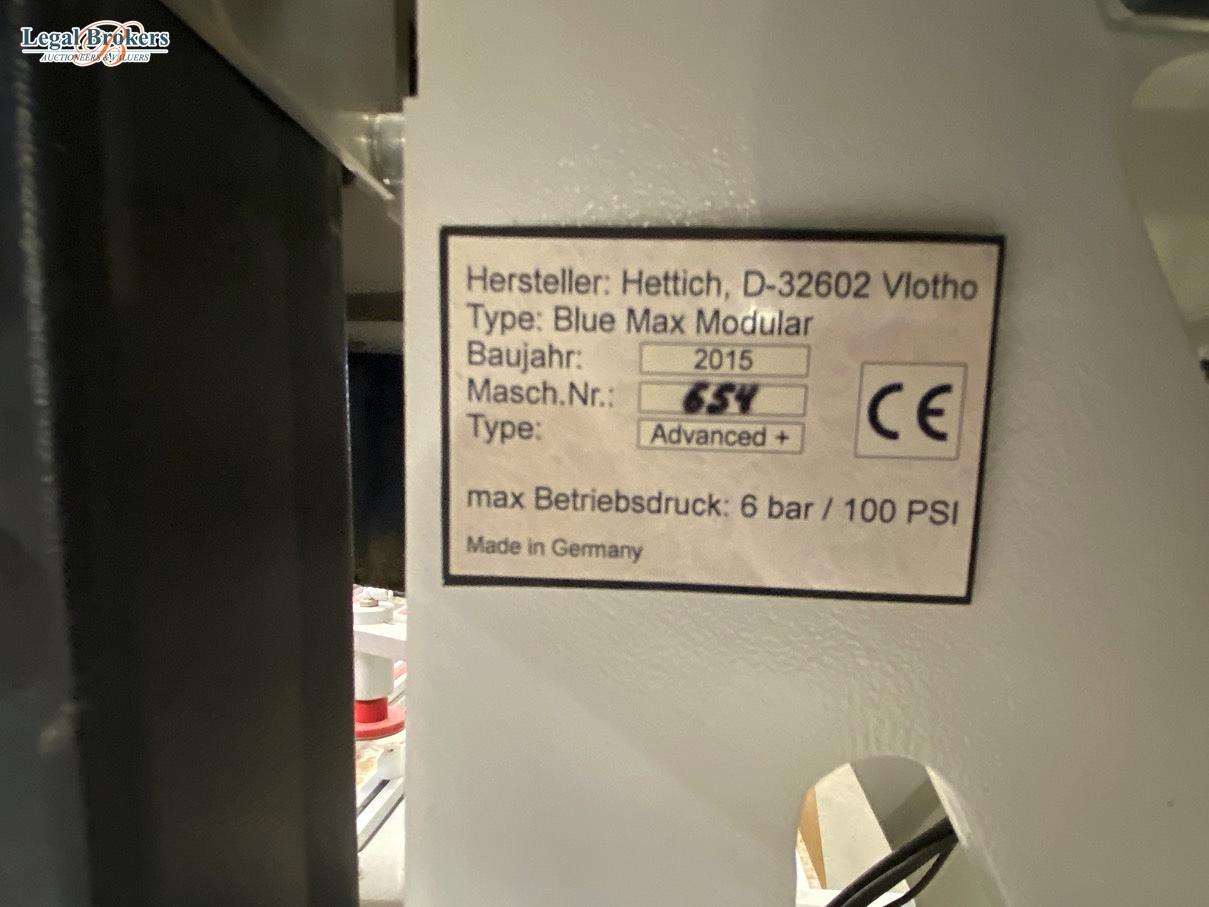 Legal Brokers
AUCTIONEERS & VALUERS
Hersteller: Hettich, D-32602 Vlotho
Type: Blue Max Modular
Baujahr: 2015
Masch.Nr.: 654
Type: Advanced +
CE
max Betriebsdruck: 6 bar / 100 PSI
Made in Germany